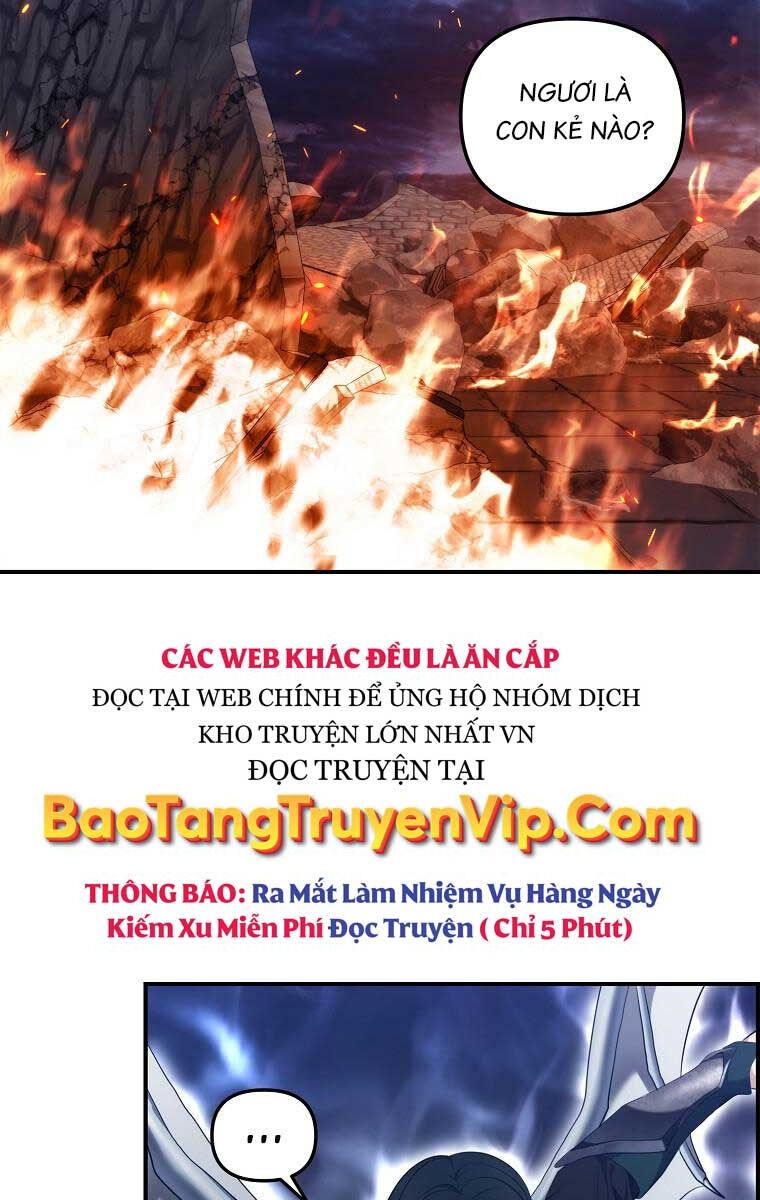 NGƯƠI LÀ
CON KẺ NÀO?
CÁC WEB KHÁC ĐỀU LÀ ĂN CẮP
ĐỌC TẠI WEB CHÍNH ĐỂ ỦNG HỘ NHÓM DỊCH
KHO TRUYỆN LỚN NHẤT VN
ĐỌC TRUYỆN TẠI
BaoTangTruyenVip.Com
THÔNG BÁO: Ra Mắt Làm Nhiệm Vụ Hàng Ngày
Kiếm Xu Miễn Phí Đọc Truyện ( Chỉ 5 Phút)
...